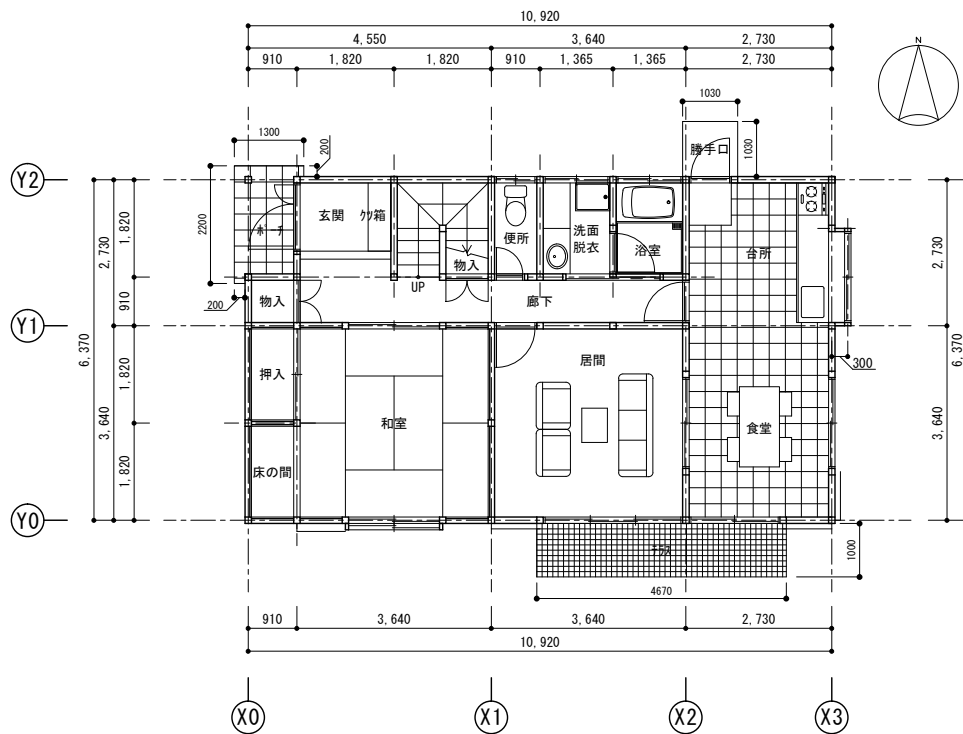 10,920
4,550
3,640
2,730
910
1,820
1,820
910
1,365
1,365
2,730
N
1030
1300
200
1030
勝手口
Y2
玄関
ｸﾂ箱
ﾎﾟｰﾁ
2200
便所
洗面
脱衣
浴室
台所
物入
UP
物入
廊下
200
Y1
6,370
2,730
3,640
1,820
910
1,820
1,820
押入
和室
床の間
居間
食堂
300
2,730
3,640
6,370
Y0
ﾃﾗｽ
1000
4670
910
3,640
3,640
2,730
10,920
X0
X1
X2
X3